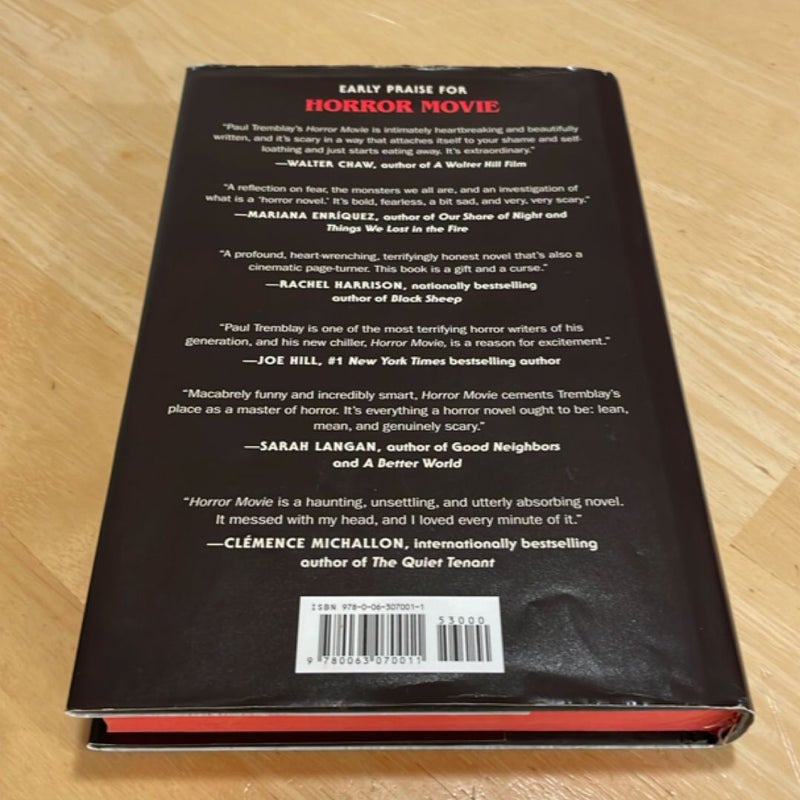 EARLY PRAISE FOR
HORROR MOVIE
“Paul Tremblay’s Horror Movie is intimately heartbreaking and beautifully
written, and it’s scary in a way that attaches itself to your shame and self-
loathing and just starts eating away. It’s extraordinary.”
—WALTER CHAW, author of A Walter Hill Film
“A reflection on fear, the monsters we all are, and an investigation of
what is a ‘horror novel.’ It’s bold, fearless, a bit sad, and very, very scary.”
—MARIANA ENRÍQUEZ, author of Our Share of Night and
Things We Lost in the Fire
“A profound, heart-wrenching, terrifyingly honest novel that’s also a
cinematic page-turner. This book is a gift and a curse.”
—RACHEL HARRISON, nationally bestselling
author of Black Sheep
“Paul Tremblay is one of the most terrifying horror writers of his
generation, and his new chiller, Horror Movie, is a reason for excitement.”
—JOE HILL, #1 New York Times bestselling author
“Macabrely funny and incredibly smart, Horror Movie cements Tremblay’s
place as a master of horror. It’s everything a horror novel ought to be: lean,
mean, and genuinely scary.”
—SARAH LANGAN, author of Good Neighbors
and A Better World
“Horror Movie is a haunting, unsettling, and utterly absorbing novel.
It messed with my head, and I loved every minute of it.”
—CLÉMENCE MICHALLON, internationally bestselling
author of The Quiet Tenant
ISBN 978-0-06-307001-1
53000
9 780063 070011